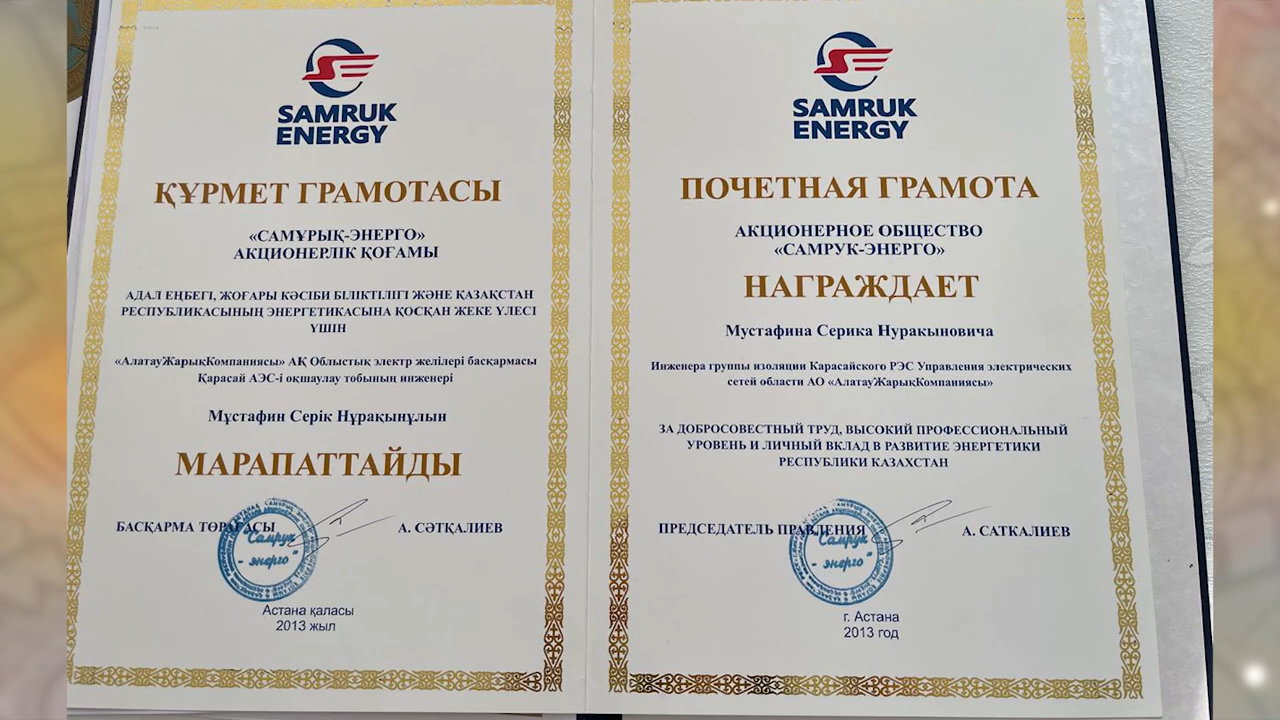 SAMRUK
ENERGY
ҚҰРМЕТ ГРАМОТАСЫ
«САМҰРЫҚ-ЭНЕРГО»
АКЦИОНЕРЛІК ҚОҒАМЫ
АДАЛ ЕҢБЕГІ, ЖОҒАРЫ КӘСІБИ БІЛІКТІЛІГІ ЖӘНЕ ҚАЗАҚСТАН
РЕСПУБЛИКАСЫНЫҢ ЭНЕРГЕТИКАСЫНА ҚОСҚАН ЖЕКЕ ҮЛЕСІ
ҮШІН
«АлатауЖарықКомпаниясы» АҚ Облыстық электр желілері басқармасы
Қарасай АЭС-і оқшаулау тобының инженері
Мұстафин Серік Нұрақынұлын
МАРАПАТТАЙДЫ
БАСҚАРМА ТӨРАҒАСЫ А. СӘТҚАЛИЕВ
"Самрук
- энерго"
Астана қаласы
2013 жыл
SAMRUK
ENERGY
ПОЧЕТНАЯ ГРАМОТА
АКЦИОНЕРНОЕ ОБЩЕСТВО
«САМРУК-ЭНЕРГО»
НАГРАЖДАЕТ
Мустафина Серика Нуракыновича
Инженера группы изоляции Карасайского РЭС Управления электрических
сетей области АО «АлатауЖарықКомпаниясы»
ЗА ДОБРОСОВЕСТНЫЙ ТРУД, ВЫСОКИЙ ПРОФЕССИОНАЛЬНЫЙ
УРОВЕНЬ И ЛИЧНЫЙ ВКЛАД В РАЗВИТИЕ ЭНЕРГЕТИКИ
РЕСПУБЛИКИ КАЗАХСТАН
ПРЕДСЕДАТЕЛЬ ПРАВЛЕНИЯ А. САТКАЛИЕВ
"Самрук
- энерго"
г. Астана
2013 год